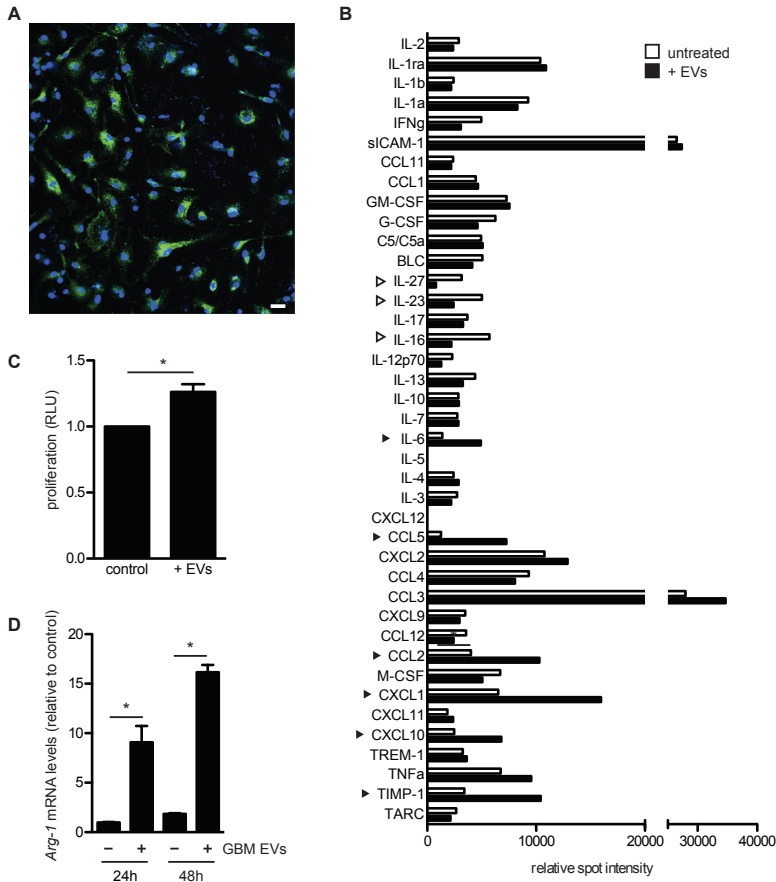 A
B
untreated
+ EVs
IL-2
IL-1ra
IL-1b
IL-1a
IFNg
sICAM-1
CCL11
CCL1
GM-CSF
G-CSF
C5/C5a
BLC
IL-27
IL-23
IL-17
IL-16
IL-12p70
IL-13
IL-10
IL-7
IL-6
IL-5
IL-4
IL-3
CXCL12
CCL5
CXCL2
CCL4
CCL3
CXCL9
CCL12
CCL2
M-CSF
CXCL1
CXCL11
CXCL10
TREM-1
TNFa
TIMP-1
TARC
0 10000 20000 30000 40000
relative spot intensity
C
proliferation (RLU)
1.5
1.0
0.5
0.0
*
control + EVs
D
Arg-1 mRNA levels (relative to control)
20
15
10
5
0
*
*
– + – + GBM EVs
24h 48h